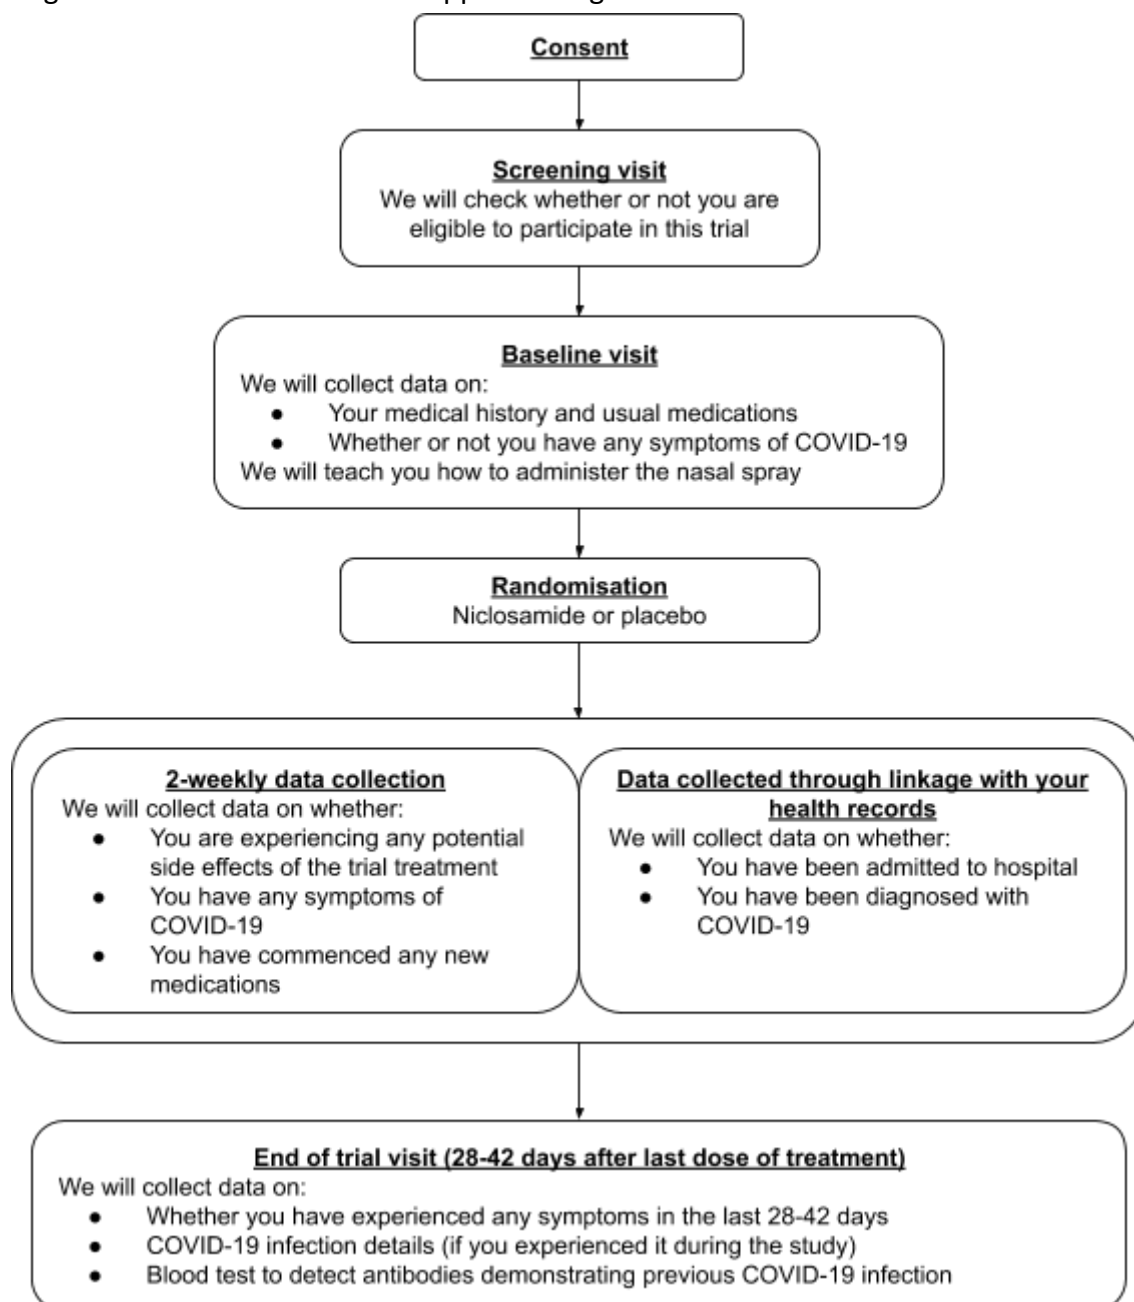 Consent
Screening visit
We will check whether or not you are
eligible to participate in this trial
Baseline visit
We will collect data on:
● Your medical history and usual medications
● Whether or not you have any symptoms of COVID-19
We will teach you how to administer the nasal spray
Randomisation
Niclosamide or placebo
2-weekly data collection
We will collect data on whether:
● You are experiencing any potential
side effects of the trial treatment
● You have any symptoms of
COVID-19
● You have commenced any new
medications
Data collected through linkage with your
health records
We will collect data on whether:
● You have been admitted to hospital
● You have been diagnosed with
COVID-19
End of trial visit (28-42 days after last dose of treatment)
We will collect data on:
● Whether you have experienced any symptoms in the last 28-42 days
● COVID-19 infection details (if you experienced it during the study)
● Blood test to detect antibodies demonstrating previous COVID-19 infection